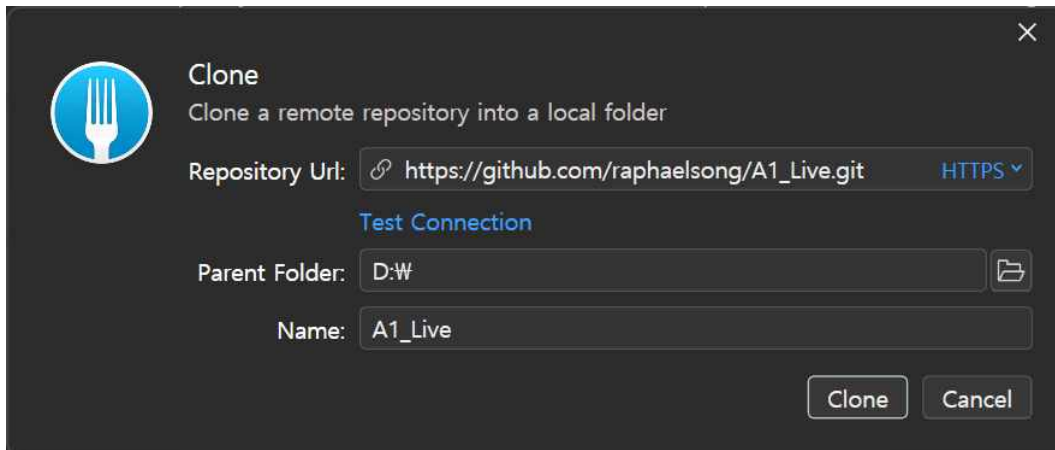 Clone
Clone a remote repository into a local folder
Repository Url: https://github.com/raphaelsong/A1_Live.git HTTPS
Test Connection
Parent Folder: D:₩
Name: A1_Live
Clone Cancel